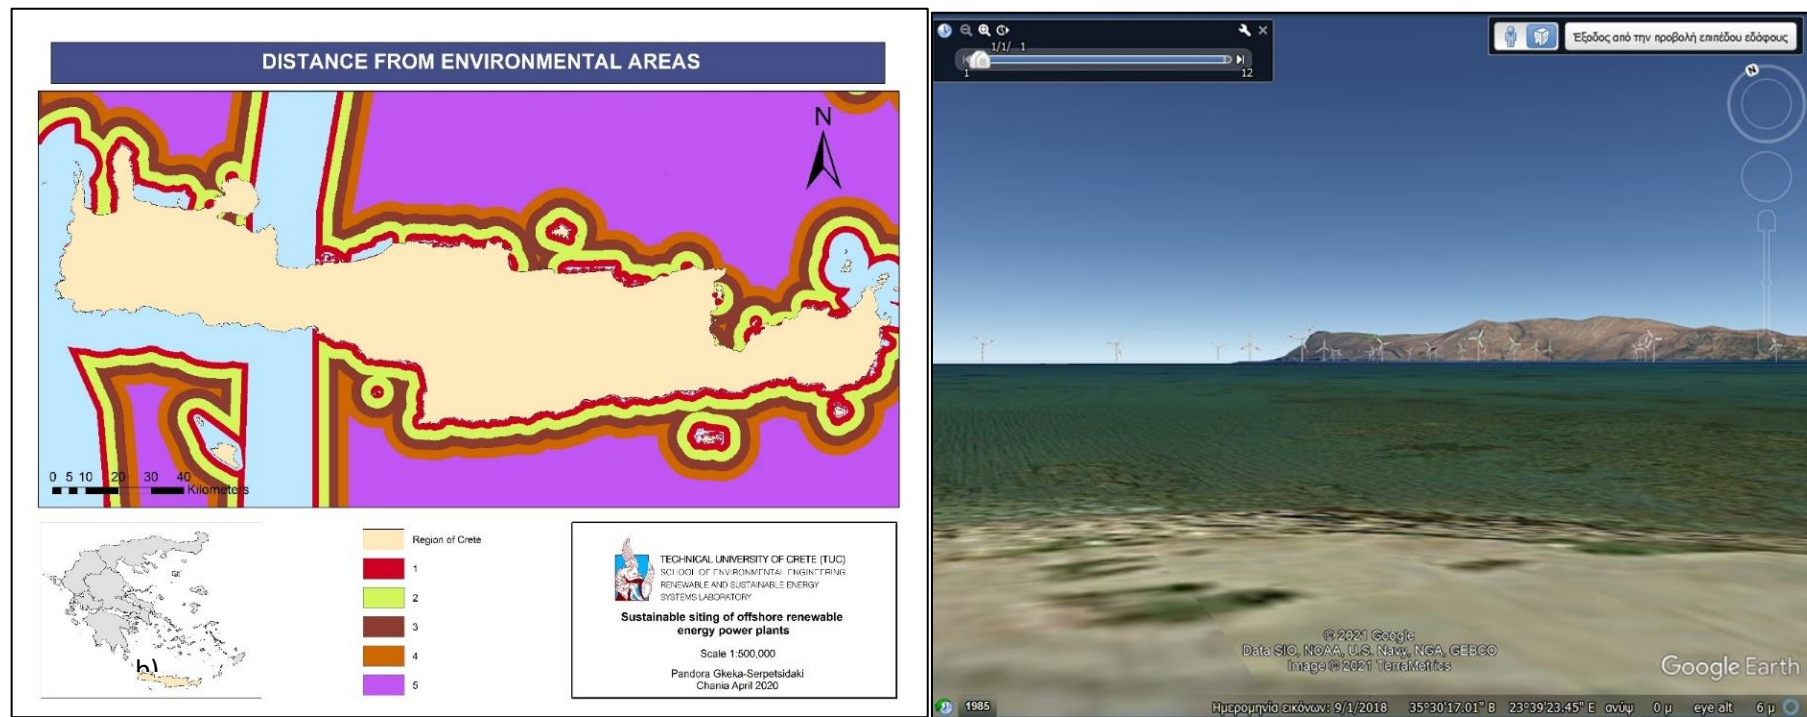 DISTANCE FROM ENVIRONMENTAL AREAS
N
0 5 10 20 30 40
Kilometers
b)
Region of Crete
1
2
3
4
5
TECHNICAL UNIVERSITY OF CRETE (TUC)
SCHOOL OF ENVIRONMENTAL ENGINEERING
RENEWABLE AND SUSTAINABLE ENERGY
SYSTEMS LABORATORY
Sustainable siting of offshore renewable
energy power plants
Scale 1:500,000
Pandora Gkeka-Serpetsidaki
Chania April 2020
1/1/ 1
1
12
Έξοδος από την προβολή επιπέδου εδάφους
N
© 2021 Google
Data SIO, NOAA, U.S. Navy, NGA, GEBCO
Image © 2021 TerraMetrics
Google Earth
1985
Ημερομηνία εικόνων: 9/1/2018 35°30'17.01" Β 23°39'23.45" Ε ανύψ 0 μ eye alt 6 μ